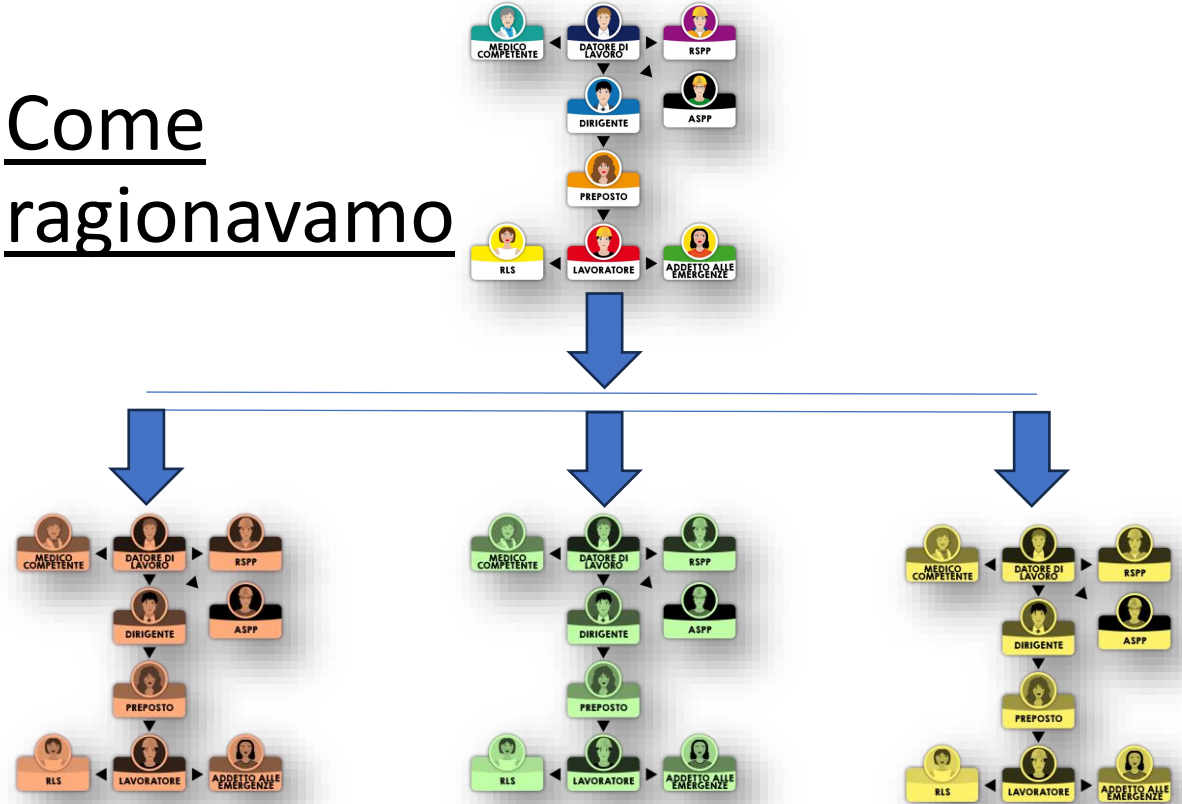 Come
ragionavamo
MEDICO
COMPETENTE
DATORE DI
LAVORO
RSPP
DIRIGENTE
ASPP
PREPOSTO
RLS
LAVORATORE
ADDETTO ALLE
EMERGENZE
MEDICO
COMPETENTE
DATORE DI
LAVORO
RSPP
DIRIGENTE
ASPP
PREPOSTO
RLS
LAVORATORE
ADDETTO ALLE
EMERGENZE
MEDICO
COMPETENTE
DATORE DI
LAVORO
RSPP
DIRIGENTE
ASPP
PREPOSTO
RLS
LAVORATORE
ADDETTO ALLE
EMERGENZE
MEDICO
COMPETENTE
DATORE DI
LAVORO
RSPP
DIRIGENTE
ASPP
PREPOSTO
RLS
LAVORATORE
ADDETTO ALLE
EMERGENZE